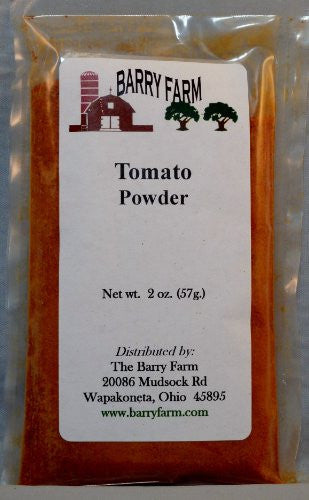 BARRY FARM
Tomato
Powder
Net wt. 2 oz. (57g.)
Distributed by:
The Barry Farm
20086 Mudsock Rd
Wapakoneta, Ohio 45895
www.barryfarm.com